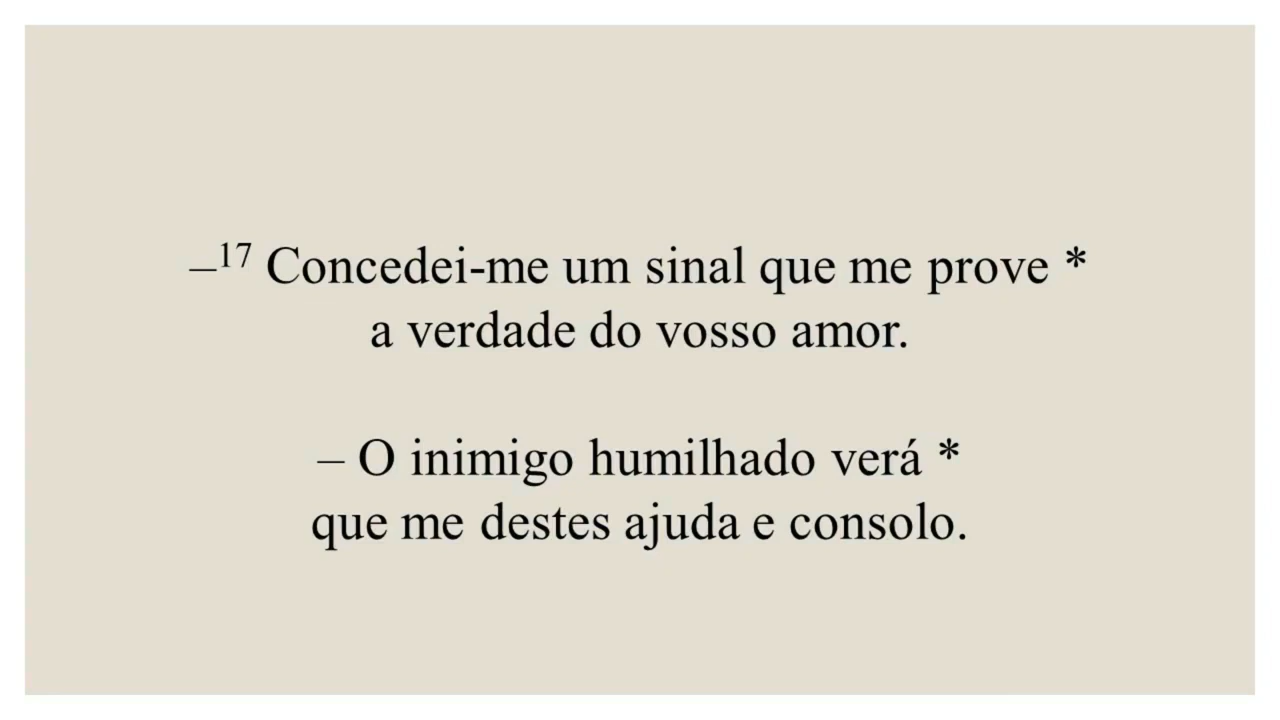 –¹⁷ Concedei-me um sinal que me prove *
a verdade do vosso amor.
– O inimigo humilhado verá *
que me destes ajuda e consolo.